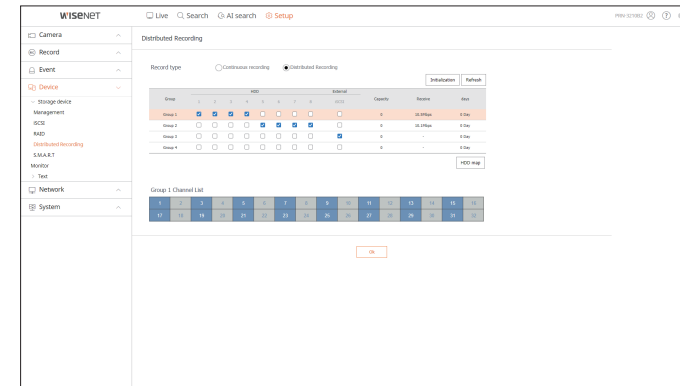 WISENET
Live Search AI search Setup
PRN-3210B2
Camera
Record
Event
Device
Storage device
Management
iSCSI
RAID
Distributed Recording
S.M.A.R.T
Monitor
Text
Network
System
Distributed Recording
Record type Continuous recording Distributed Recording
Initialization Refresh
Group HDD External Capacity Receive days
1 2 3 4 5 6 7 8 iSCSI
Group 1 0 0 Day
Group 2 0 0 Day
Group 3 0 - 0 Day
Group 4 0 - 0 Day
HDD map
Group 1 Channel List
1 2 3 4 5 6 7 8 9 10 11 12 13 14 15 16
17 18 19 20 21 22 23 24 25 26 27 28 29 30 31 32
OK